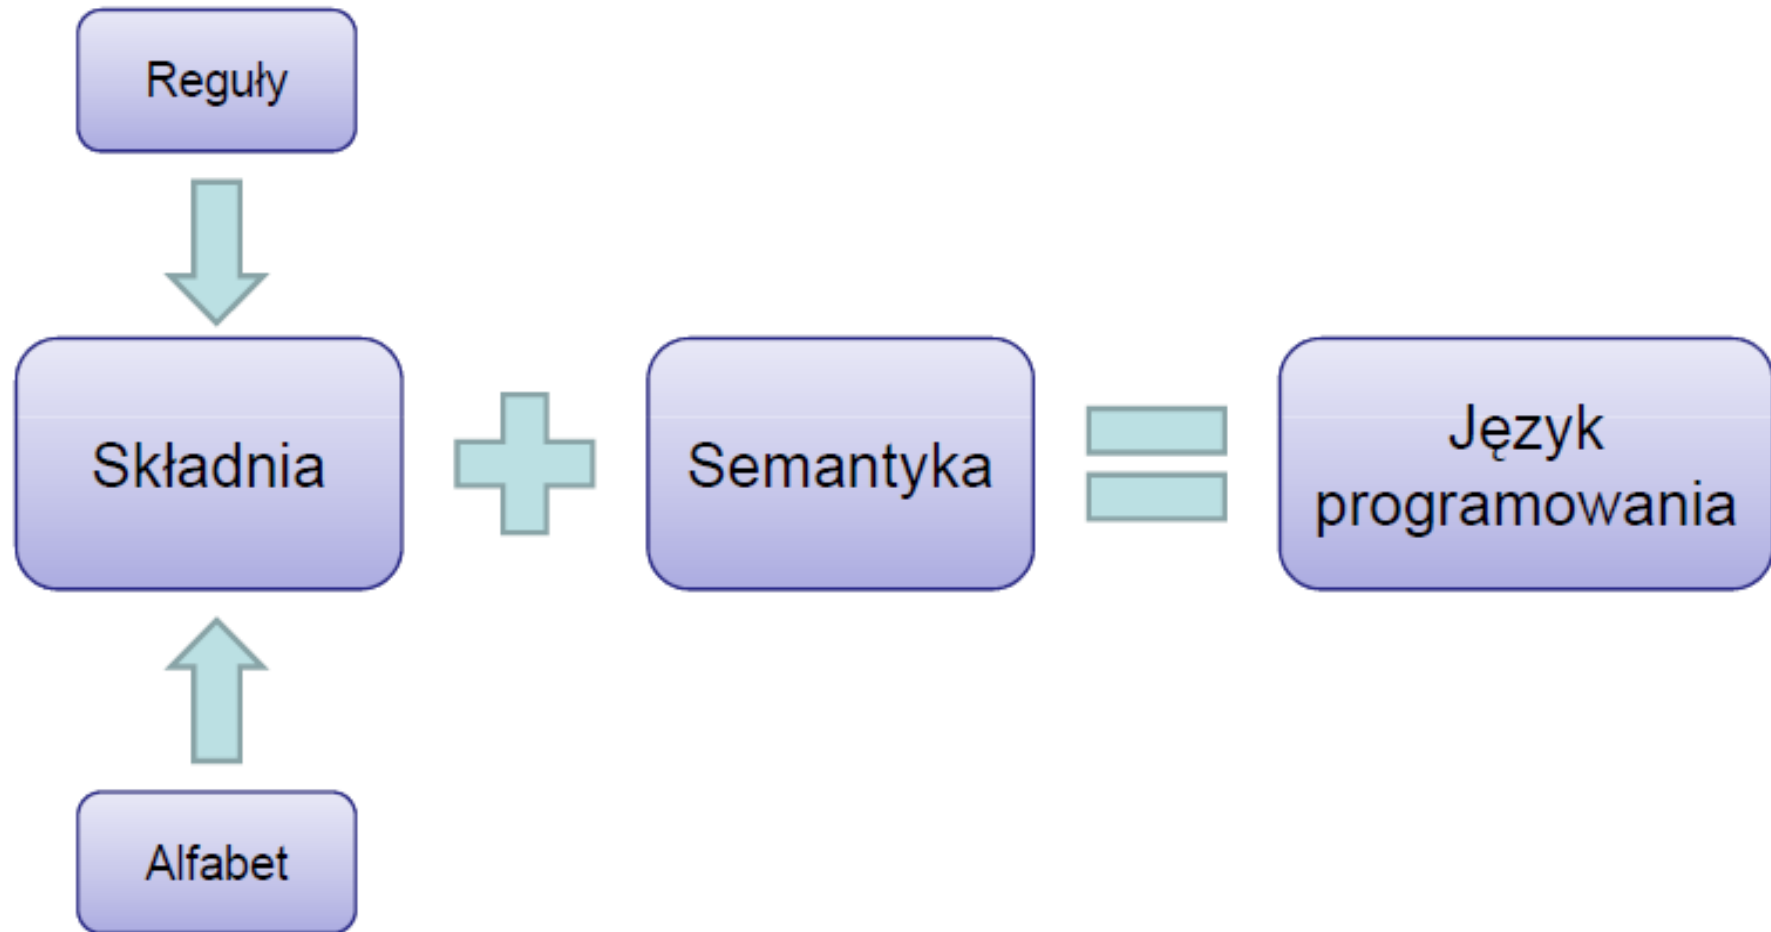 Reguły
Składnia
Semantyka
Język
programowania
Alfabet